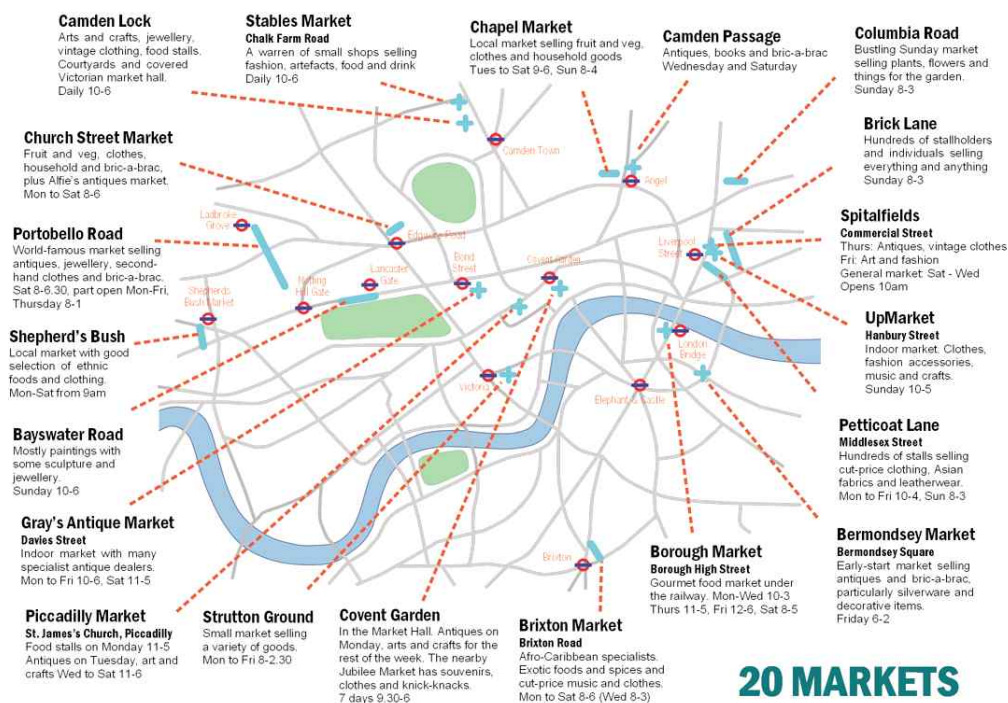 Camden Lock
Arts and crafts, jewellery,
vintage clothing, food stalls.
Courtyards and covered
Victorian market hall.
Daily 10-6
Stables Market
Chalk Farm Road
A warren of small shops selling
fashion, artefacts, food and drink
Daily 10-6
Chapel Market
Local market selling fruit and veg,
clothes and household goods
Tues to Sat 9-6, Sun 8-4
Camden Passage
Antiques, books and bric-a-brac
Wednesday and Saturday
Columbia Road
Bustling Sunday market
selling plants, flowers and
things for the garden.
Sunday 8-3
Church Street Market
Fruit and veg, clothes,
household and bric-a-brac,
plus Alfie's antiques market.
Mon to Sat 8-6
Brick Lane
Hundreds of stallholders
and individuals selling
everything and anything
Sunday 8-3
Portobello Road
World-famous market selling
antiques, jewellery, second-
hand clothes and bric-a-brac.
Sat 8-6.30, part open Mon-Fri,
Thursday 8-1
Spitalfields
Commercial Street
Thurs: Antiques, vintage clothes
Fri: Art and fashion
General market: Sat - Wed
Opens 10am
Shepherd's Bush
Local market with good
selection of ethnic
foods and clothing.
Mon-Sat from 9am
UpMarket
Hanbury Street
Indoor market. Clothes,
fashion accessories,
music and crafts.
Sunday 10-5
Bayswater Road
Mostly paintings with
some sculpture and
jewellery.
Sunday 10-6
Petticoat Lane
Middlesex Street
Hundreds of stalls selling
cut-price clothing, Asian
fabrics and leatherwear.
Mon to Fri 10-4, Sun 8-3
Gray's Antique Market
Davies Street
Indoor market with many
specialist antique dealers.
Mon to Fri 10-6, Sat 11-5
Bermondsey Market
Bermondsey Square
Early-start market selling
antiques and bric-a-brac,
particularly silverware and
decorative items.
Friday 6-2
Piccadilly Market
St. James's Church, Piccadilly
Food stalls on Monday 11-5
Antiques on Tuesday, art and
crafts Wed to Sat 11-6
Strutton Ground
Small market selling
a variety of goods.
Mon to Fri 8-2.30
Covent Garden
In the Market Hall. Antiques on
Monday, arts and crafts for the
rest of the week. The nearby
Jubilee Market has souvenirs,
clothes and knick-knacks.
7 days 9.30-6
Brixton Market
Brixton Road
Afro-Caribbean specialists.
Exotic foods and spices and
cut-price music and clothes.
Mon to Sat 8-6 (Wed 8-3)
Borough Market
Borough High Street
Gourmet food market under
the railway. Mon-Wed 10-3
Thurs 11-5, Fri 12-6, Sat 8-5
Camden Town
Angel
Ladbroke
Grove
Edgware Road
Liverpool
Street
Bond
Street
Covent Garden
Lancaster
Gate
Notting
Hill Gate
Shepherds
Bush Market
London
Bridge
Victoria
Elephant & Castle
Brixton
20 MARKETS